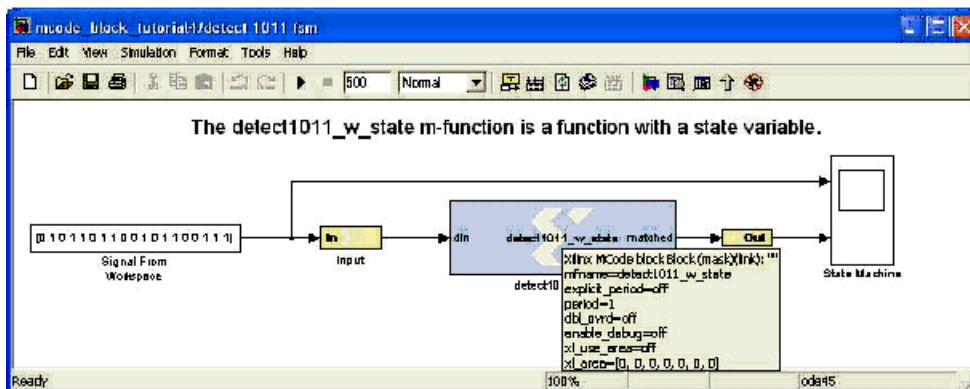 mcode_block_tutorial1/detect 1011 fsm
File Edit View Simulation Format Tools Help
500 Normal
The detect1011_w_state m-function is a function with a state variable.
[0 1 0 1 1 0 1 1 0 0 1 0 1 1 0 0 1 1 1]
Signal From
Workspace
In
Input
din detect1011_w_state matched
detect10
Out
State Machine
Xilinx MCode block Block (mask)(link): ""
mfname=detect1011_w_state
explicit_period=off
period=1
dbl_ovrd=off
enable_debug=off
xl_use_area=off
xl_area=[0, 0, 0, 0, 0, 0, 0]
Ready 100% ode45